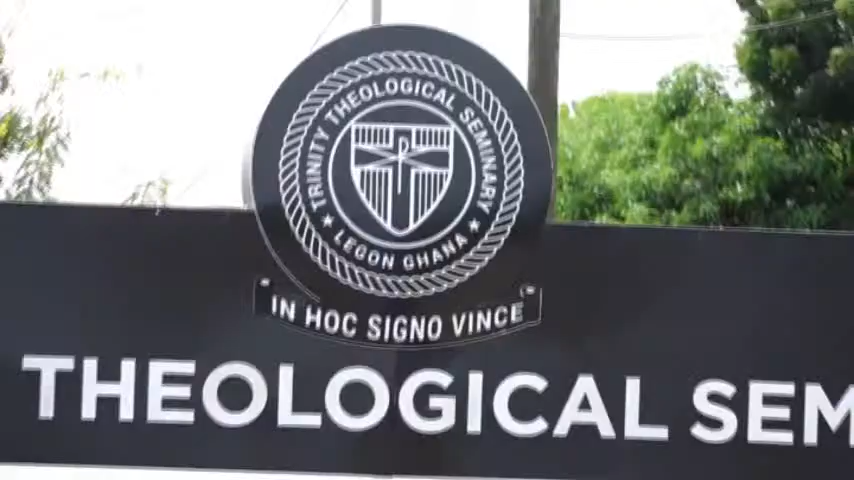 TRINITY THEOLOGICAL SEMINARY
★ LEGON GHANA ★
"IN HOC SIGNO VINCE"
THEOLOGICAL SEM